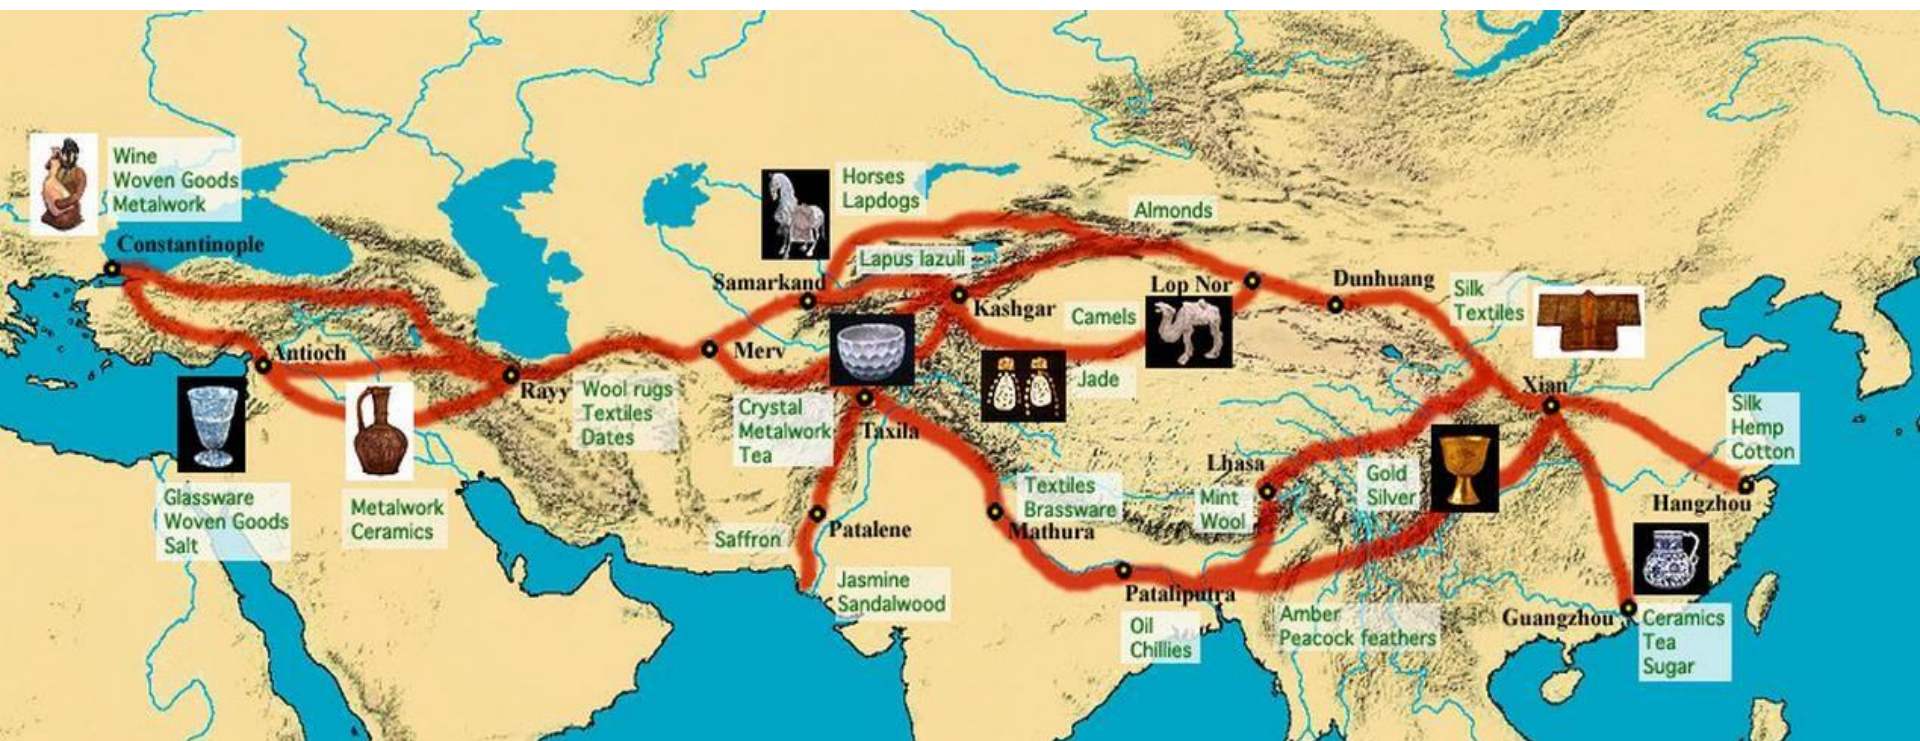 Wine
Woven Goods
Metalwork
Constantinople
Antioch
Glassware
Woven Goods
Salt
Metalwork
Ceramics
Rayy
Wool rugs
Textiles
Dates
Merv
Samarkand
Horses
Lapdogs
Lapus lazuli
Kashgar
Almonds
Camels
Jade
Lop Nor
Dunhuang
Silk
Textiles
Xian
Silk
Hemp
Cotton
Hangzhou
Crystal
Metalwork
Tea
Taxila
Saffron
Patalene
Jasmine
Sandalwood
Textiles
Brassware
Mathura
Lhasa
Mint
Wool
Gold
Silver
Pataliputra
Oil
Chillies
Amber
Peacock feathers
Guangzhou
Ceramics
Tea
Sugar